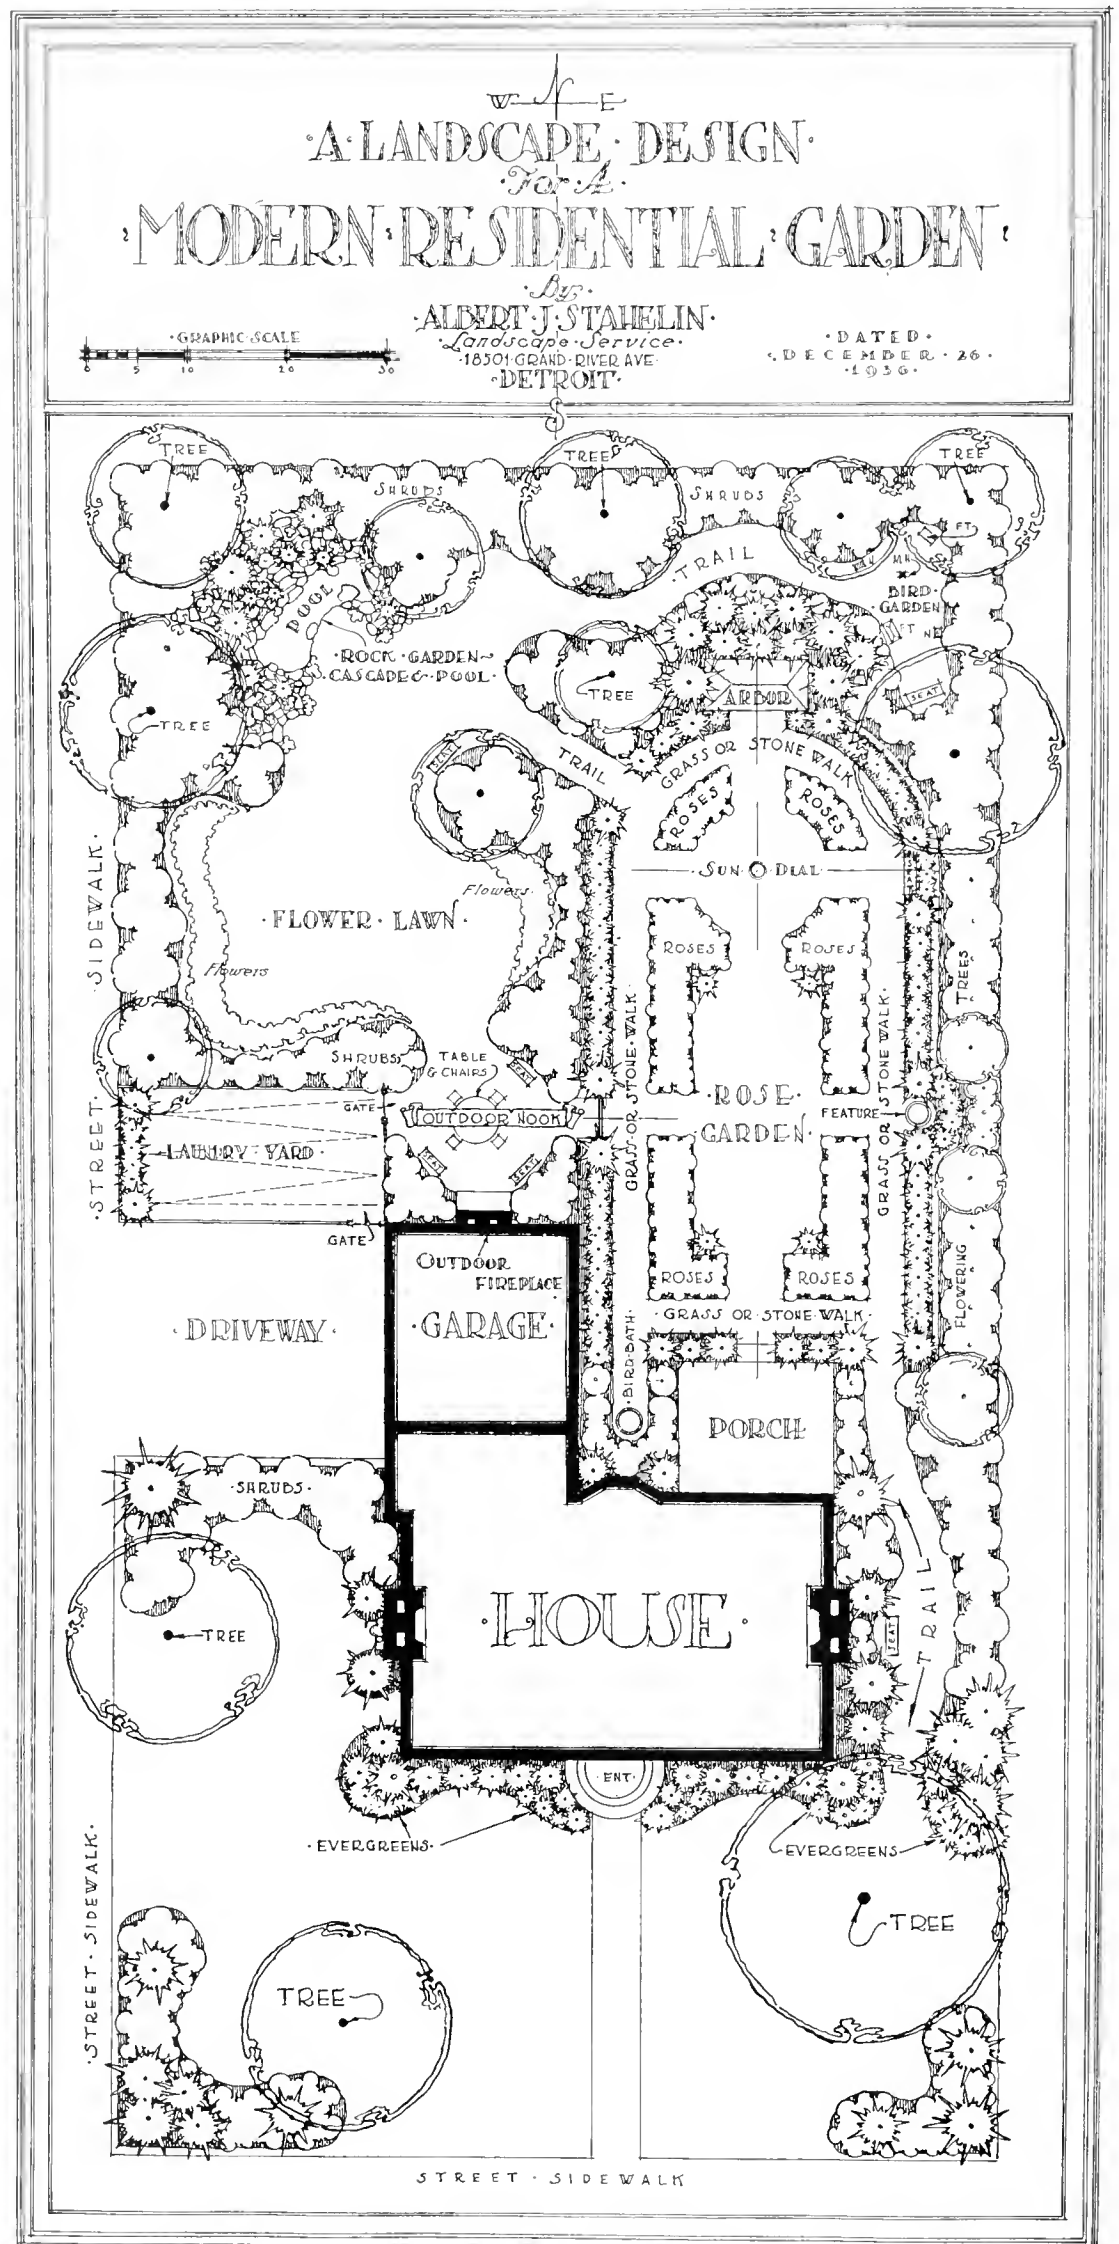 W N E
·A·LANDSCAPE·DESIGN·
·For·A·
·MODERN·RESIDENTIAL·GARDEN·
·By·
·ALBERT·J·STAHELIN·
·Landscape·Service·
·18501·GRAND·RIVER·AVE·
·DETROIT·
·GRAPHIC·SCALE
0 5 10 20 30
·DATED·
·DECEMBER·26·
·1936·
S
TREE
TREE
TREE
SHRUBS
SHRUBS
·TRAIL
FT
BIRD·
·GARDEN
POOL
·ROCK·GARDEN~
CASCADE&·POOL·
TREE
ARBOR
SEAT
TREE
SEAT
TRAIL
GRASS OR STONE WALK
ROSES
ROSES
·SUN DIAL·
·STREET· ·SIDEWALK·
·FLOWER·LAWN·
Flowers·
Flowers
ROSES
ROSES
TREES
SHRUBS
TABLE
& CHAIRS
SEAT
GATE
OUTDOOR NOOK
GRASS·OR·STONE·WALK·
·ROSE·
·GARDEN·
FEATURE
GRASS OR STONE WALK·
·LAUNDRY·YARD·
SEAT
SEAT
GATE
OUTDOOR
FIREPLACE
ROSES
ROSES
FLOWERING
·DRIVEWAY·
·GARAGE·
·GRASS OR·STONE·WALK·
·BIRD·BATH·
PORCH
·SHRUBS·
TREE
·HOUSE·
SEAT
TRAIL
·ENT·
·EVERGREENS·
EVERGREENS
·STREET·SIDEWALK·
TREE
TREE
STREET·SIDEWALK